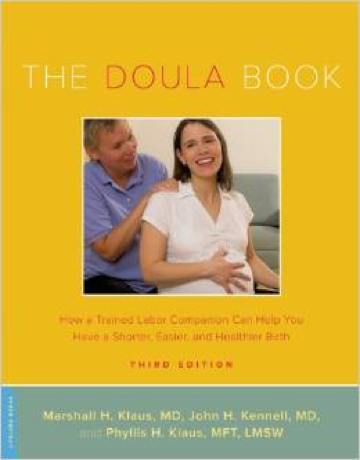 THE DOULA BOOK
How a Trained Labor Companion Can Help You
Have a Shorter, Easier, and Healthier Birth
THIRD EDITION
Marshall H. Klaus, MD, John H. Kennell, MD,
and Phyllis H. Klaus, MFT, LMSW